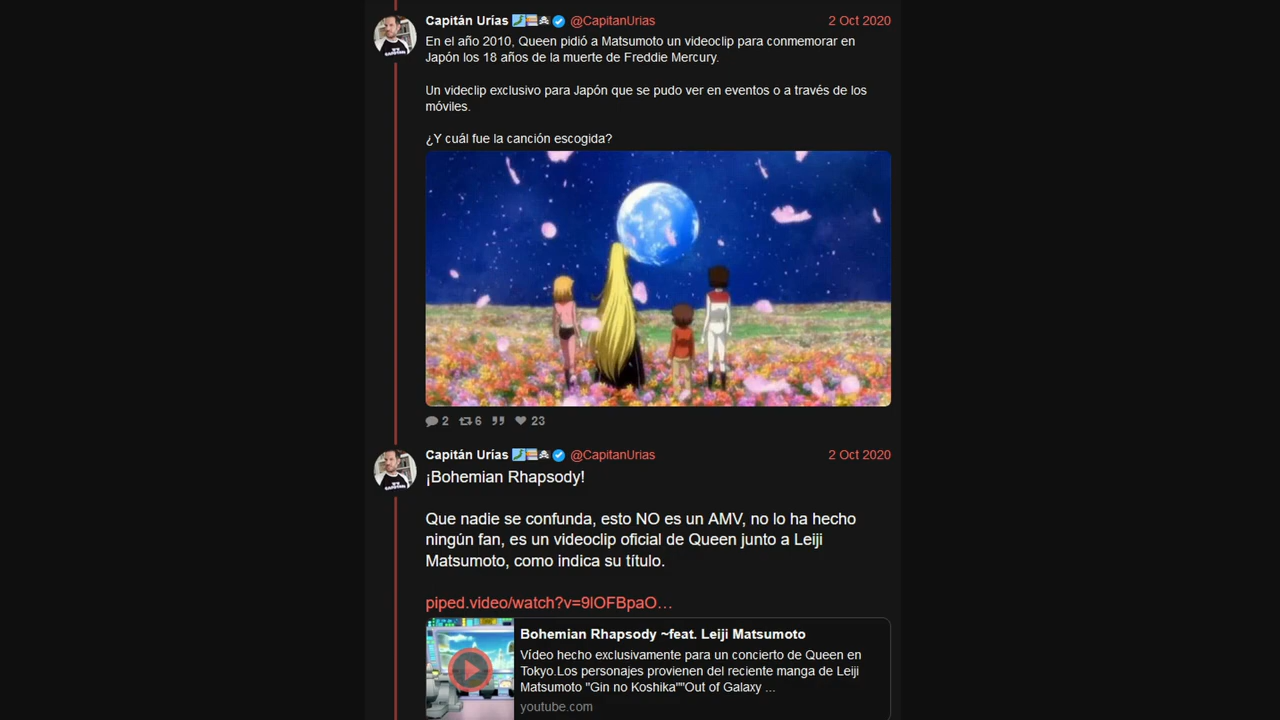 Capitán Urías @CapitanUrias 2 Oct 2020
En el año 2010, Queen pidió a Matsumoto un videoclip para conmemorar en
Japón los 18 años de la muerte de Freddie Mercury.
Un videclip exclusivo para Japón que se pudo ver en eventos o a través de los
móviles.
¿Y cuál fue la canción escogida?
2 6 23
Capitán Urías @CapitanUrias 2 Oct 2020
¡Bohemian Rhapsody!
Que nadie se confunda, esto NO es un AMV, no lo ha hecho
ningún fan, es un videoclip oficial de Queen junto a Leiji
Matsumoto, como indica su título.
piped.video/watch?v=9lOFBpaO…
Bohemian Rhapsody ~feat. Leiji Matsumoto
Vídeo hecho exclusivamente para un concierto de Queen en
Tokyo.Los personajes provienen del reciente manga de Leiji
Matsumoto "Gin no Koshika""Out of Galaxy ...
youtube.com